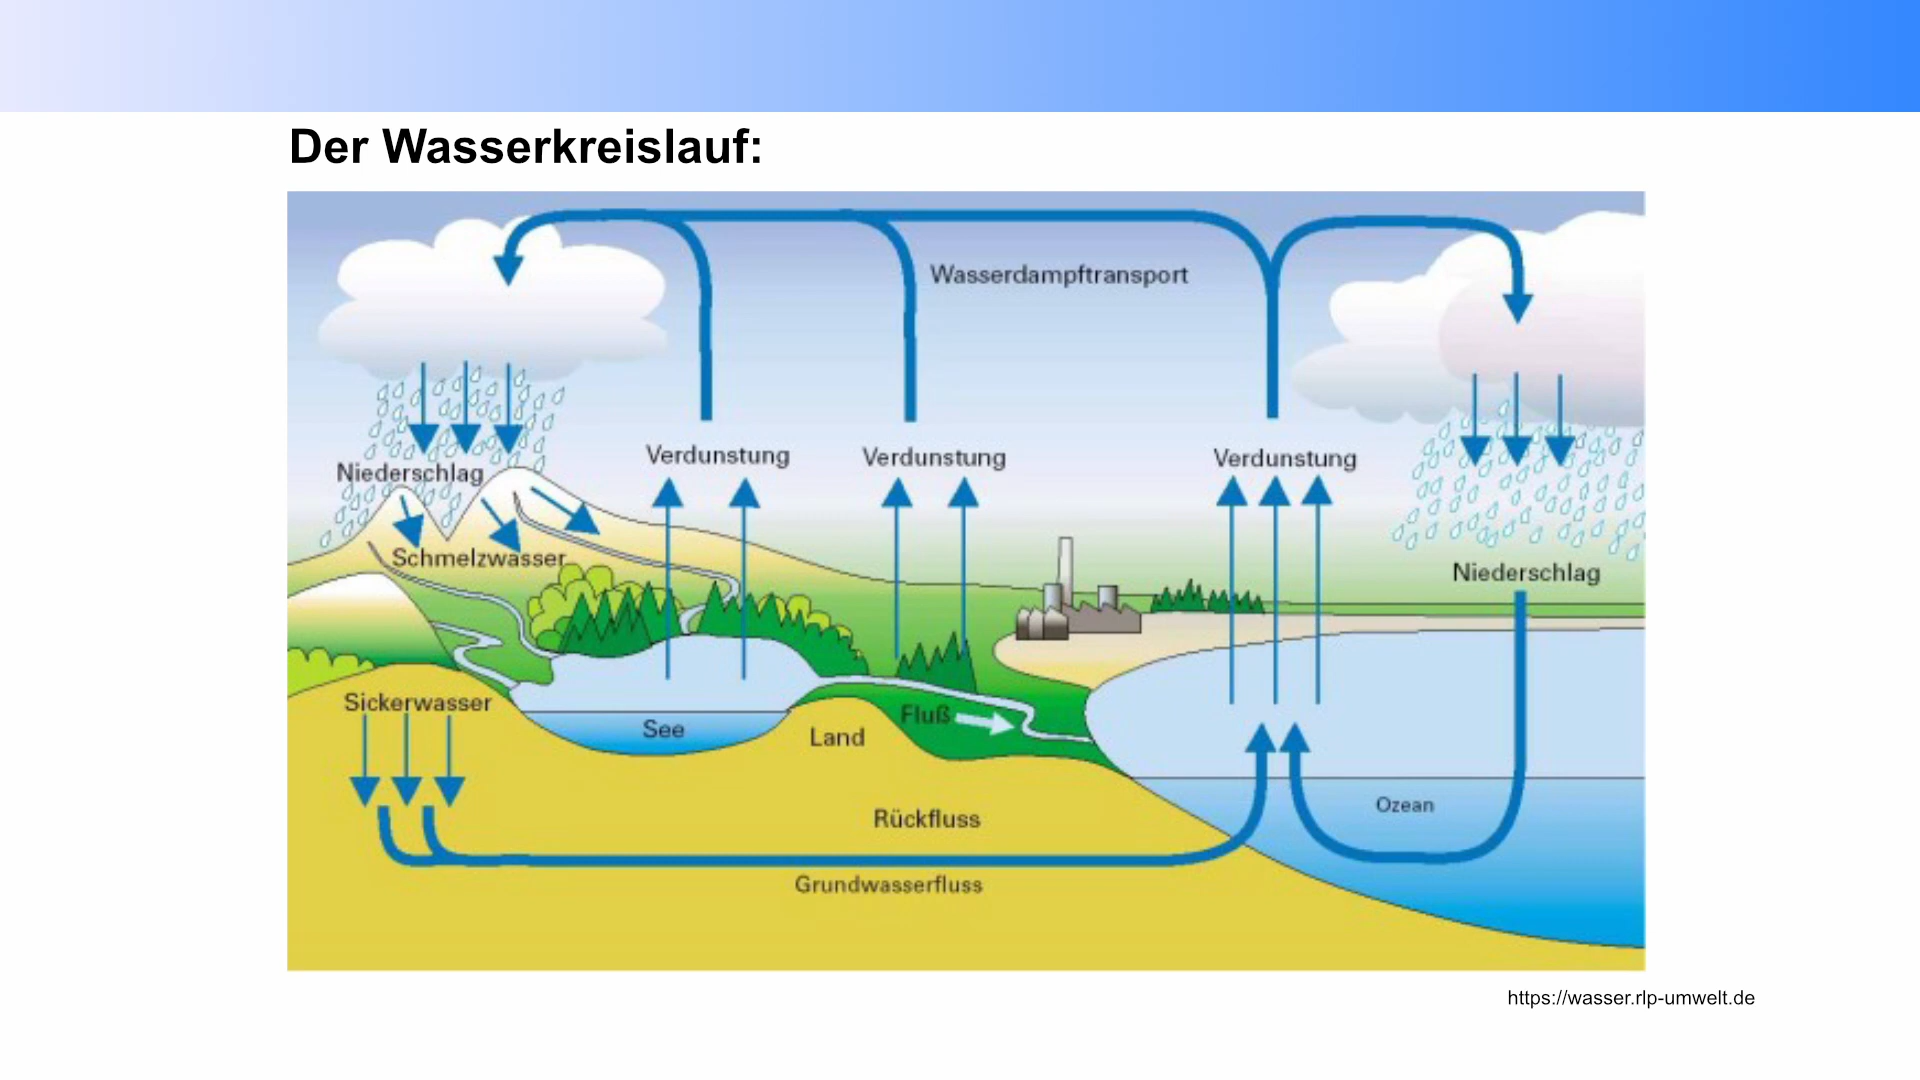 Der Wasserkreislauf:
Wasserdampftransport
Verdunstung
Verdunstung
Verdunstung
Niederschlag
Schmelzwasser
Niederschlag
Sickerwasser
See
Land
Fluß
Ozean
Rückfluss
Grundwasserfluss
https://wasser.rlp-umwelt.de